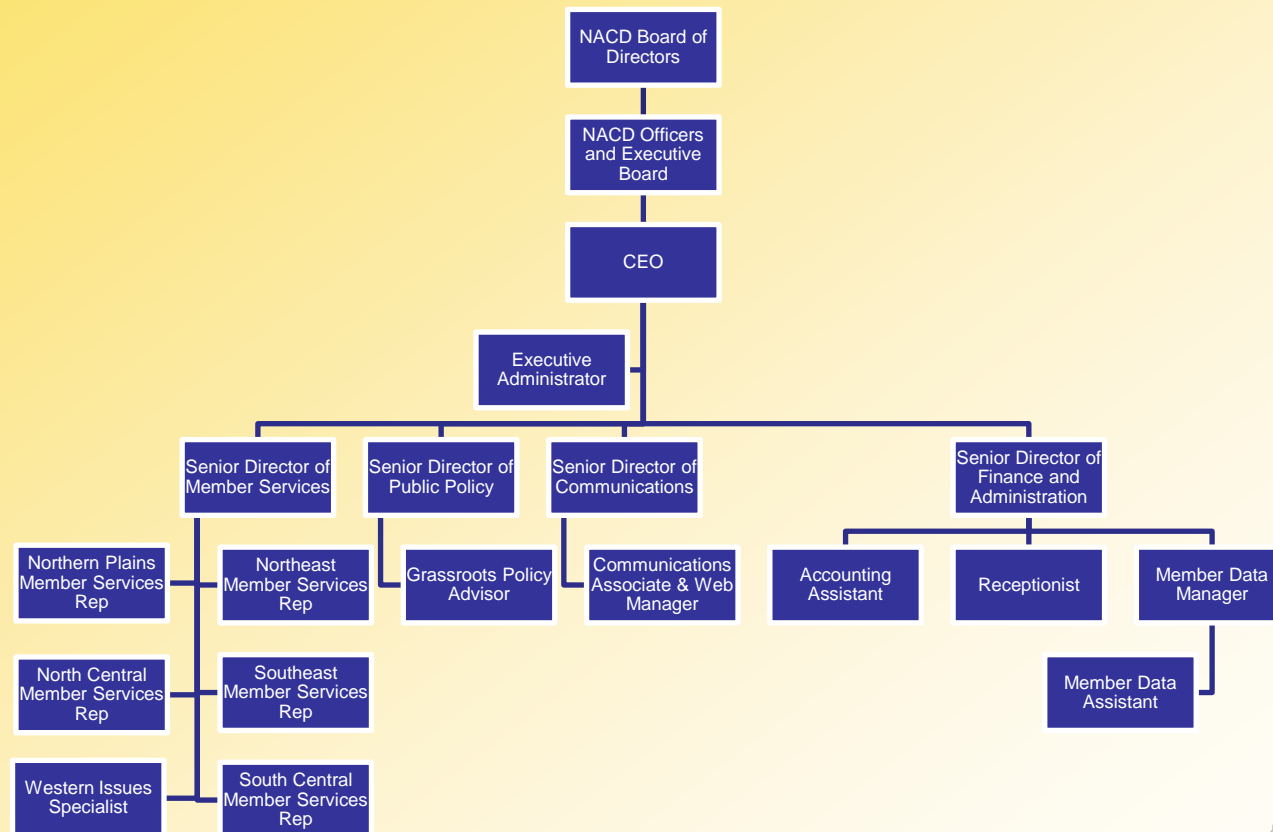 NACD Board of
Directors
NACD Officers
and Executive
Board
CEO
Executive
Administrator
Senior Director of
Member Services
Senior Director of
Public Policy
Senior Director of
Communications
Senior Director of
Finance and
Administration
Northern Plains
Member Services
Rep
Northeast
Member Services
Rep
Grassroots Policy
Advisor
Communications
Associate & Web
Manager
Accounting
Assistant
Receptionist
Member Data
Manager
North Central
Member Services
Rep
Southeast
Member Services
Rep
Member Data
Assistant
Western Issues
Specialist
South Central
Member Services
Rep